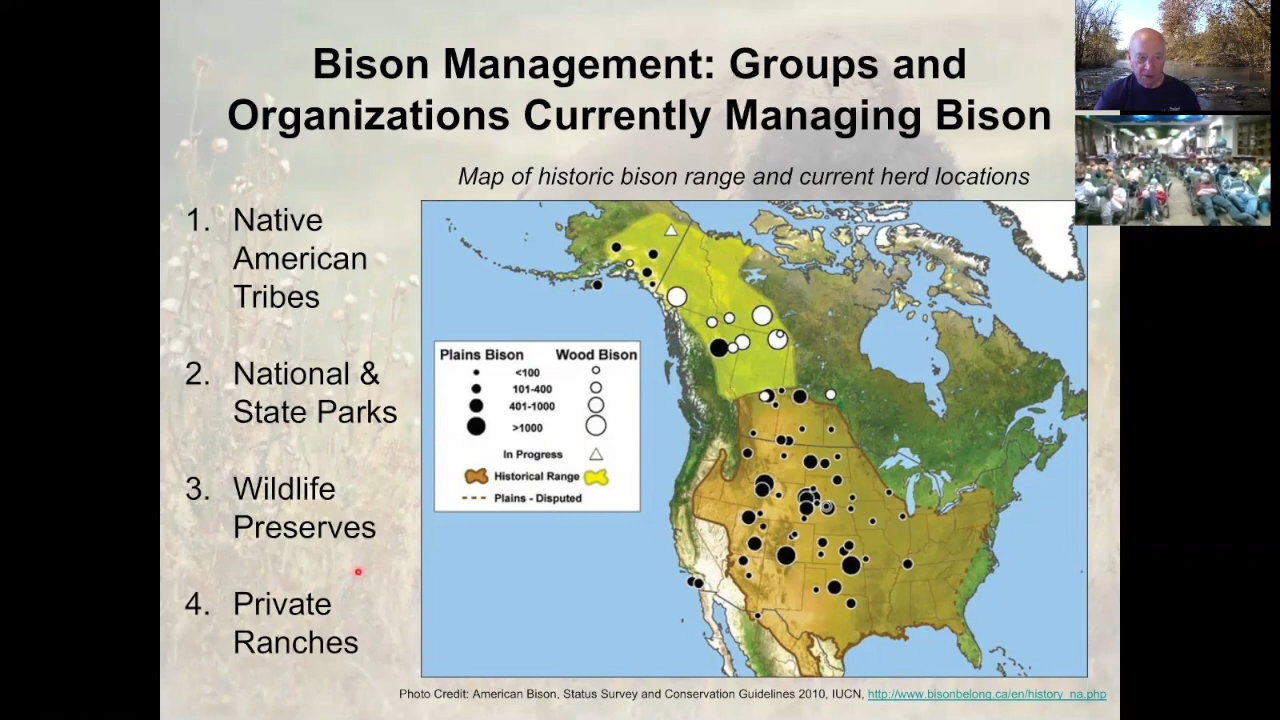 Bison Management: Groups and
Organizations Currently Managing Bison
Map of historic bison range and current herd locations
1. Native
American
Tribes
2. National &
State Parks
3. Wildlife
Preserves
4. Private
Ranches
Plains Bison Wood Bison
<100
101-400
401-1000
>1000
In Progress
Historical Range
Plains - Disputed
Photo Credit: American Bison, Status Survey and Conservation Guidelines 2010, IUCN, http://www.bisonbelong.ca/en/history_na.php